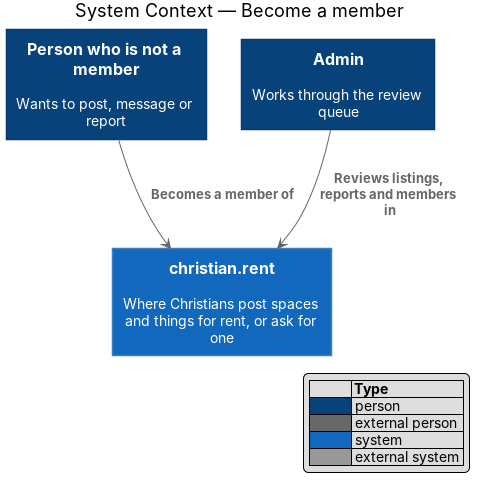 System Context — Become a member
Person who is not a
member
Wants to post, message or
report
Admin
Works through the review
queue
Becomes a member of
Reviews listings,
reports and members
in
christian.rent
Where Christians post spaces
and things for rent, or ask for
one
Type
person
external person
system
external system